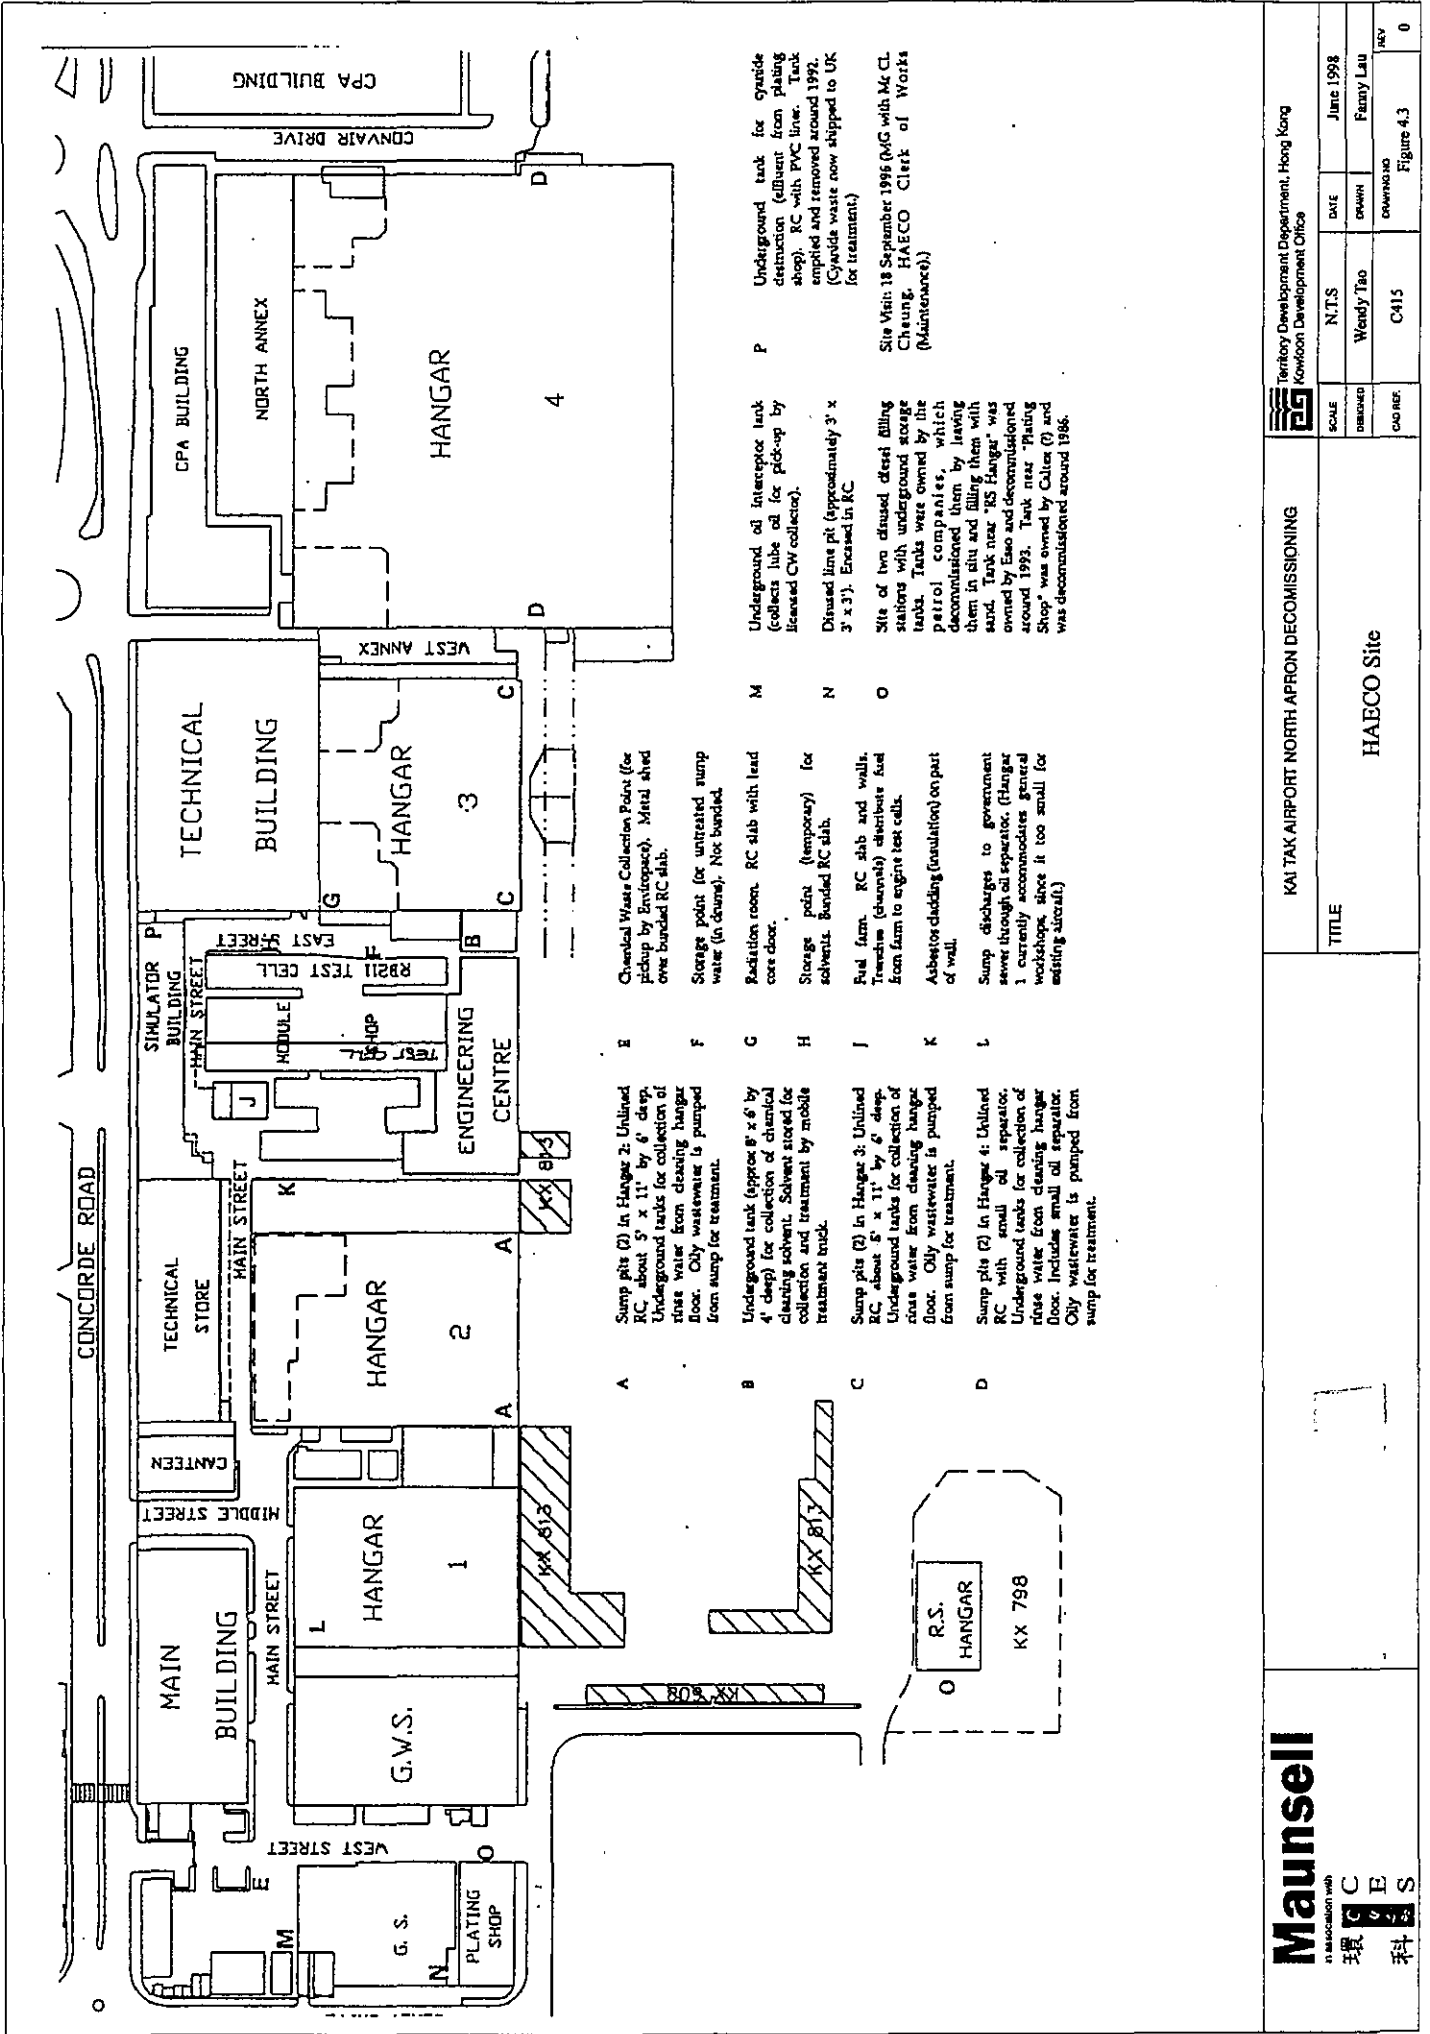 CONCORDE ROAD
CPA BUILDING
CONVAIR DRIVE
CPA BUILDING
NORTH ANNEX
HANGAR
4
D
D
WEST ANNEX
TECHNICAL
BUILDING
HANGAR
3
G
C
C
B
P
EAST STREET
SIMULATOR
BUILDING
MAIN STREET
RB211 TEST CELL
F
MODULE
SHOP
TEST CELL
J
ENGINEERING
CENTRE
KX 813
KX 813
TECHNICAL
STORE
MAIN STREET
K
HANGAR
2
A
A
CANTEEN
MIDDLE STREET
HANGAR
1
L
KX 813
KX 813
MAIN
BUILDING
MAIN STREET
G.W.S.
KX 809
WEST STREET
E
M
G. S.
N
PLATING
SHOP
O
R.S.
HANGAR
O
KX 798
A
Sump pits (2) in Hangar 2: Unlined
RC, about 5' x 11' by 6' deep.
Underground tanks for collection of
rinse water from cleaning hangar
floor. Oily wastewater is pumped
from sump for treatment.
B
Underground tank (approx 8' x 6' by
4' deep) for collection of chemical
cleaning solvent. Solvent stored for
collection and treatment by mobile
treatment truck.
C
Sump pits (2) in Hangar 3: Unlined
RC, about 5' x 11' by 6' deep.
Underground tanks for collection of
rinse water from cleaning hangar
floor. Oily wastewater is pumped
from sump for treatment.
D
Sump pits (2) in Hangar 4: Unlined
RC with small oil separator.
Underground tanks for collection of
rinse water from cleaning hangar
floor. Includes small oil separator.
Oily wastewater is pumped from
sump for treatment.
E
Chemical Waste Collection Point (for
pickup by Enviropace). Metal shed
over bunded RC slab.
F
Storage point for untreated sump
water (in drums). Not bunded.
G
Radiation room. RC slab with lead
core door.
H
Storage point (temporary) for
solvents. Bunded RC slab.
J
Fuel farm. RC slab and walls.
Trenches (channels) distribute fuel
from farm to engine test cells.
K
Asbestos cladding (insulation) on part
of wall.
L
Sump discharges to government
sewer through oil separator. (Hangar
1 currently accommodates general
workshops, since it too small for
existing aircraft.)
M
Underground oil interceptor tank
(collects lube oil for pick-up by
licensed CW collector).
N
Disused lime pit (approximately 3' x
3' x 3'). Encased in RC.
O
Site of two disused diesel filling
stations with underground storage
tanks. Tanks were owned by the
petrol companies, which
decommissioned them by leaving
them in situ and filling them with
sand. Tank near "RS Hangar" was
owned by Esso and decommissioned
around 1993. Tank near "Plating
Shop" was owned by Caltex (?) and
was decommissioned around 1986.
P
Underground tank for cyanide
destruction (effluent from plating
shop). RC with PVC liner. Tank
emptied and removed around 1992.
(Cyanide waste now shipped to UK
for treatment.)
Site Visit: 18 September 1996 (MG with Mr CL
Cheung, HAECO Clerk of Works
(Maintenance).)
Maunsell
in association with
環 C
E
科 S
KAI TAK AIRPORT NORTH APRON DECOMISSIONING
TITLE
HAECO Site
Territory Development Department, Hong Kong
Kowloon Development Office
SCALE N.T.S DATE June 1998
DESIGNED Wendy Tao DRAWN Fanny Lau
CAD REF. C415 DRAWING NO Figure 4.3 REV 0